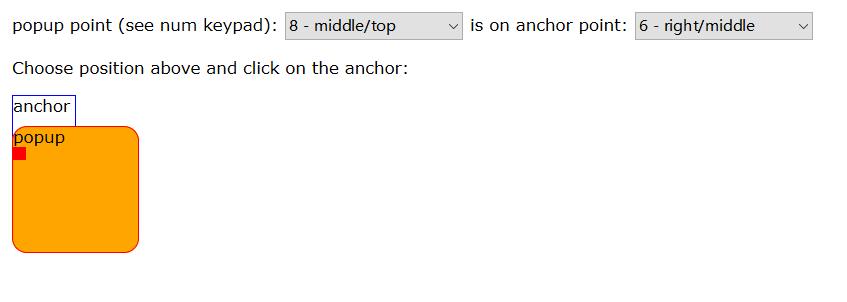 popup point (see num keypad): 8 - middle/top is on anchor point: 6 - right/middle
Choose position above and click on the anchor:
anchor
popup